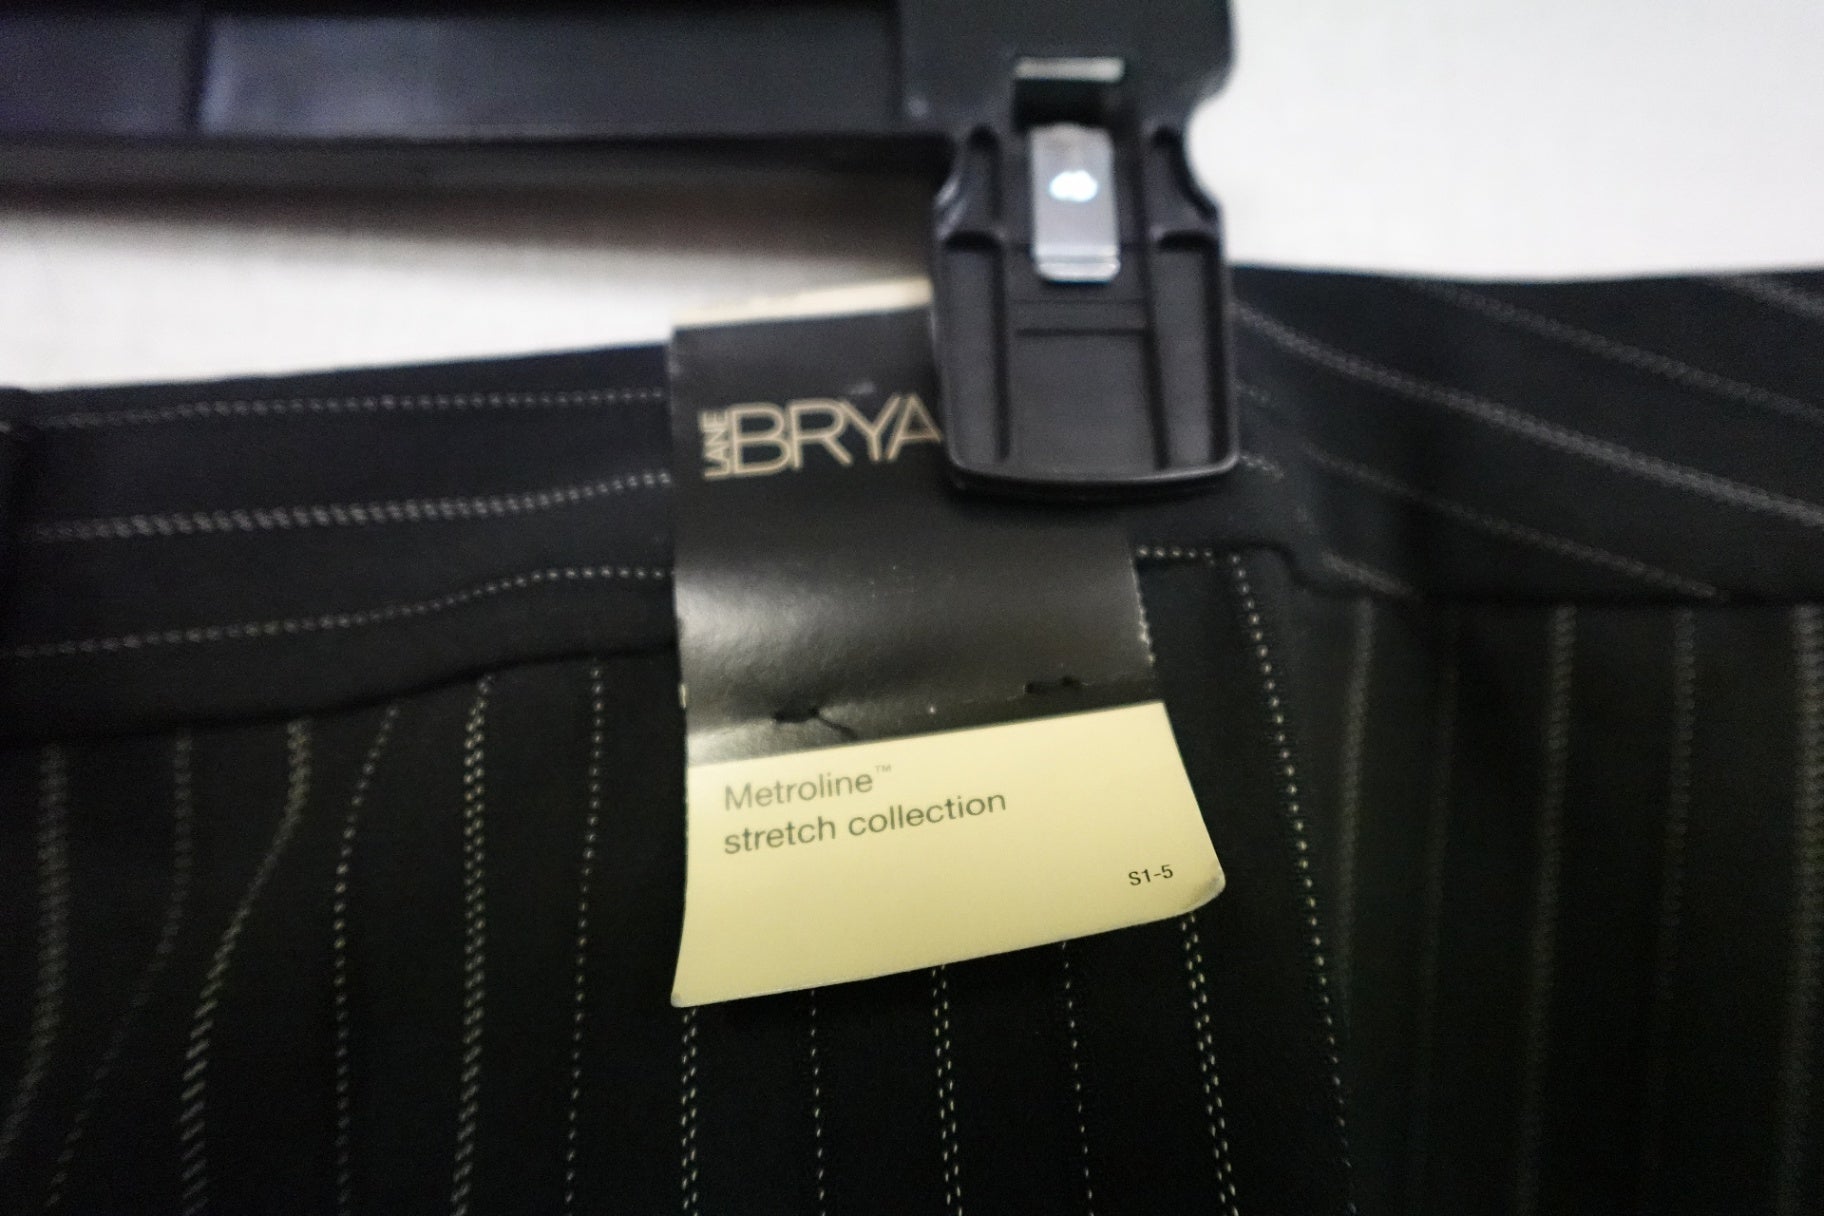 LANE BRYA
Metroline™
stretch collection
S1-5